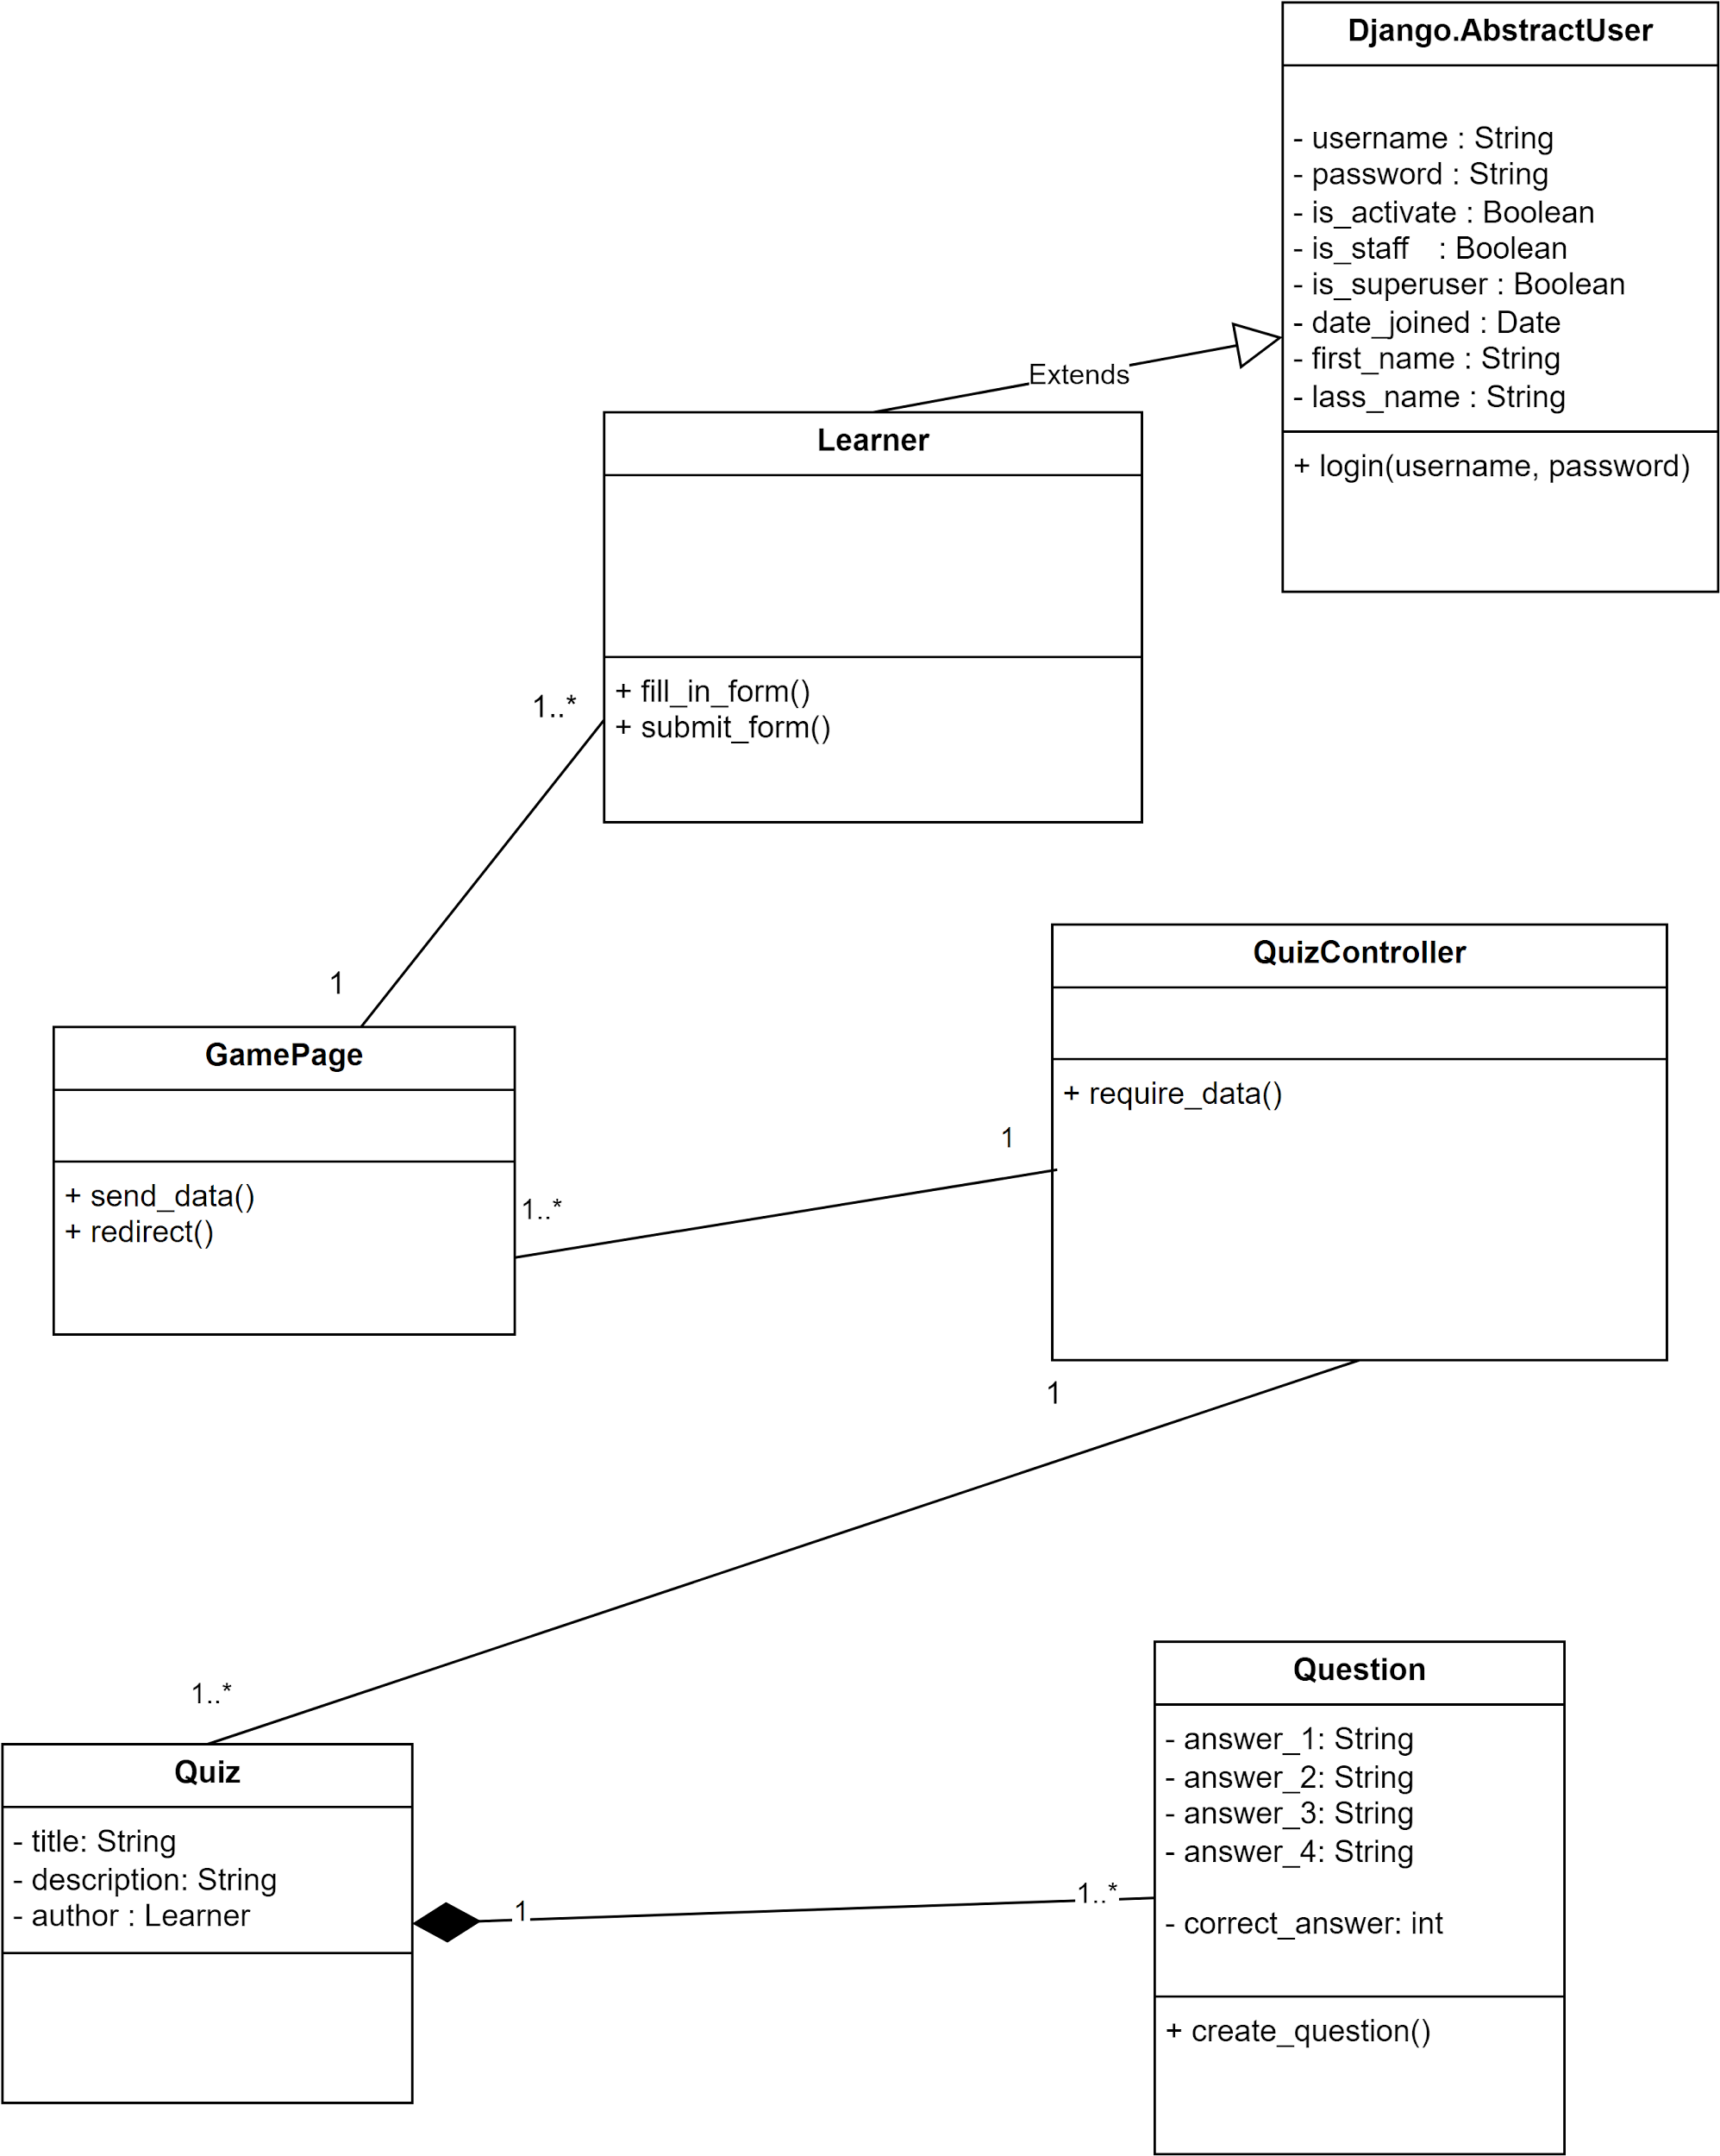 Django.AbstractUser
- username : String
- password : String
- is_activate : Boolean
- is_staff : Boolean
- is_superuser : Boolean
- date_joined : Date
- first_name : String
- lass_name : String
+ login(username, password)
Extends
Learner
+ fill_in_form()
+ submit_form()
1..*
1
GamePage
+ send_data()
+ redirect()
1..*
1
QuizController
+ require_data()
1
1..*
Quiz
- title: String
- description: String
- author : Learner
1
1..*
Question
- answer_1: String
- answer_2: String
- answer_3: String
- answer_4: String
- correct_answer: int
+ create_question()